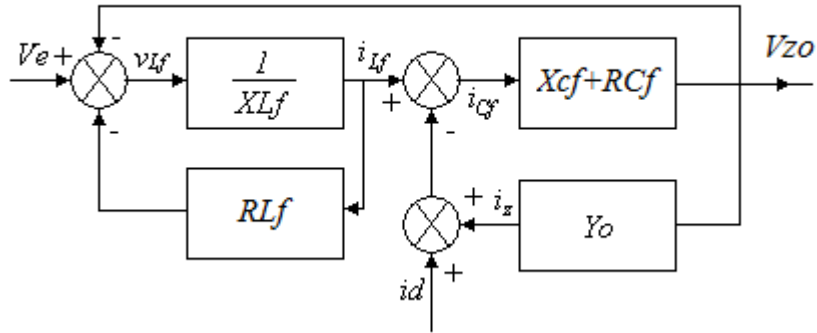 Ve + - vLf
1
XLf
iLf
+
-
iCf
Xcf+RCf
Vzo
-
RLf
+ iz
Yo
id +